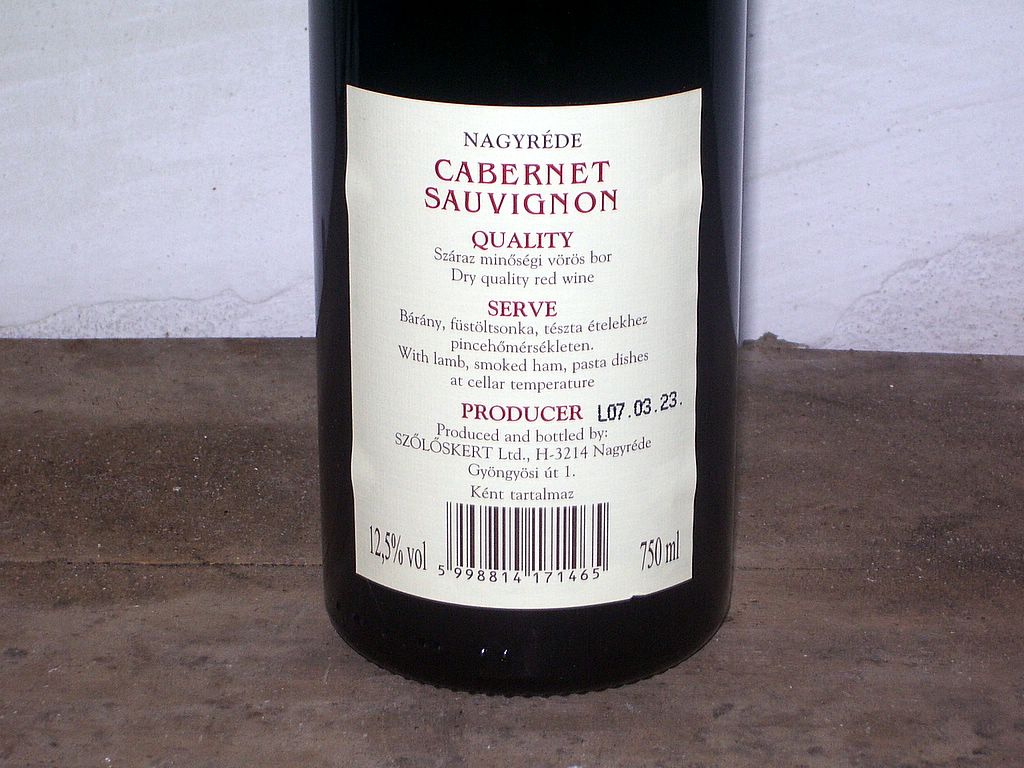 NAGYRÉDE
CABERNET
SAUVIGNON
QUALITY
Száraz minőségi vörös bor
Dry quality red wine
SERVE
Bárány, füstöltsonka, tészta ételekhez
pincehőmérsékleten.
With lamb, smoked ham, pasta dishes
at cellar temperature
PRODUCER L07.03.23.
Produced and bottled by:
SZŐLŐSKERT Ltd., H-3214 Nagyréde
Gyöngyösi út 1.
Ként tartalmaz
12,5% vol
5 998814 171465
750 ml